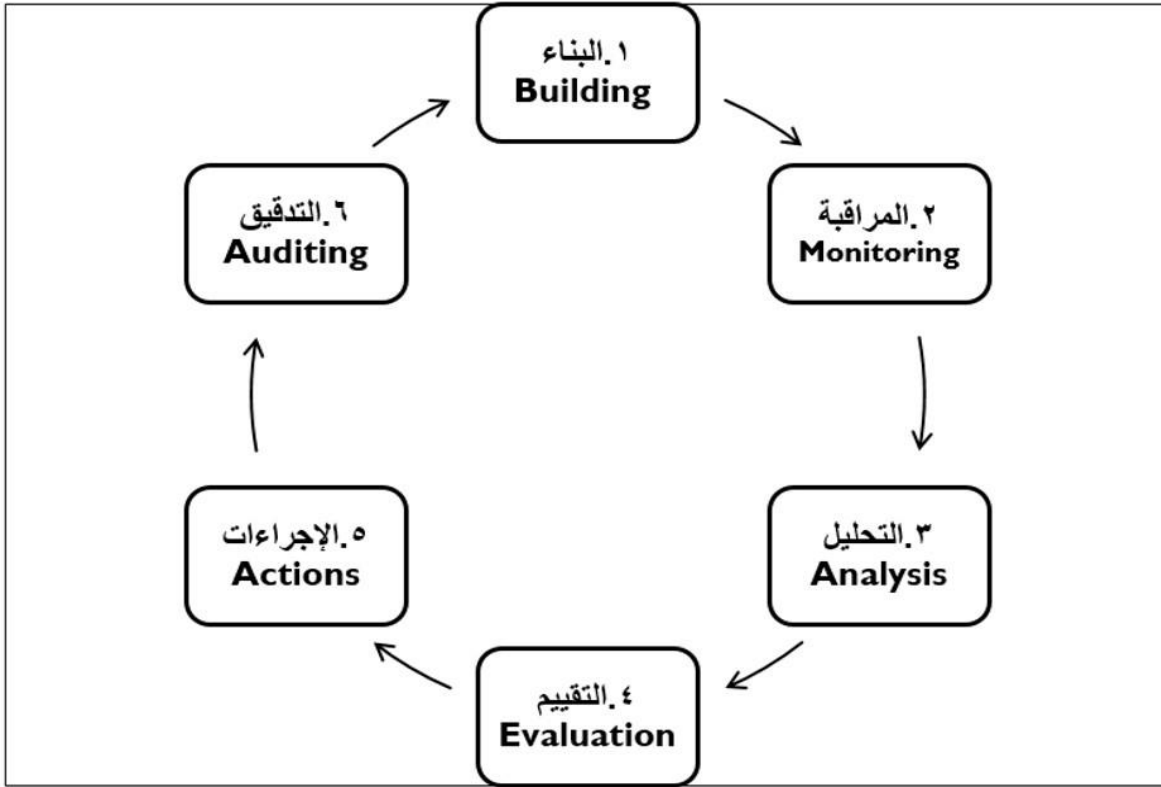 ١.البناء
Building
٢.المراقبة
Monitoring
٣.التحليل
Analysis
٤.التقييم
Evaluation
٥.الإجراءات
Actions
٦.التدقيق
Auditing